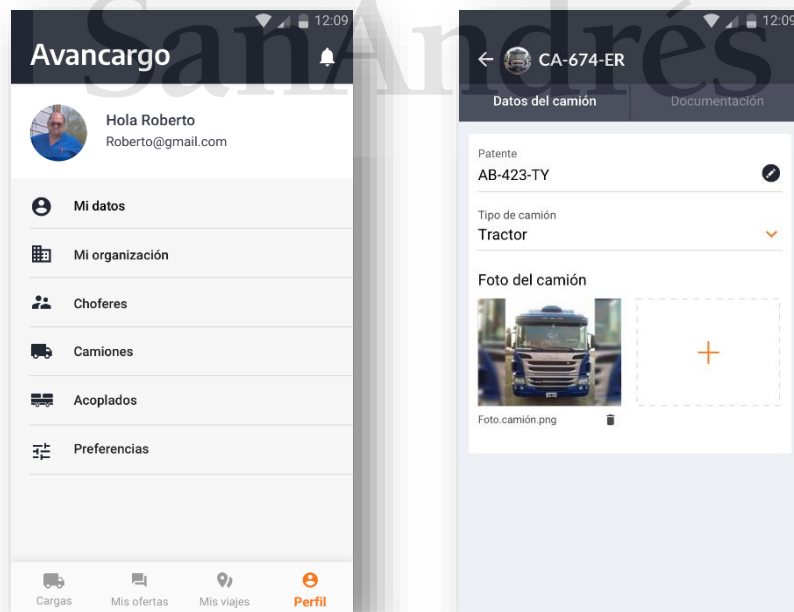 SanAndrés
12:09
Avancargo
Hola Roberto
Roberto@gmail.com
Mi datos
Mi organización
Choferes
Camiones
Acoplados
Preferencias
Cargas
Mis ofertas
Mis viajes
Perfil
12:09
CA-674-ER
Datos del camión
Documentación
Patente
AB-423-TY
Tipo de camión
Tractor
Foto del camión
Foto.camión.png